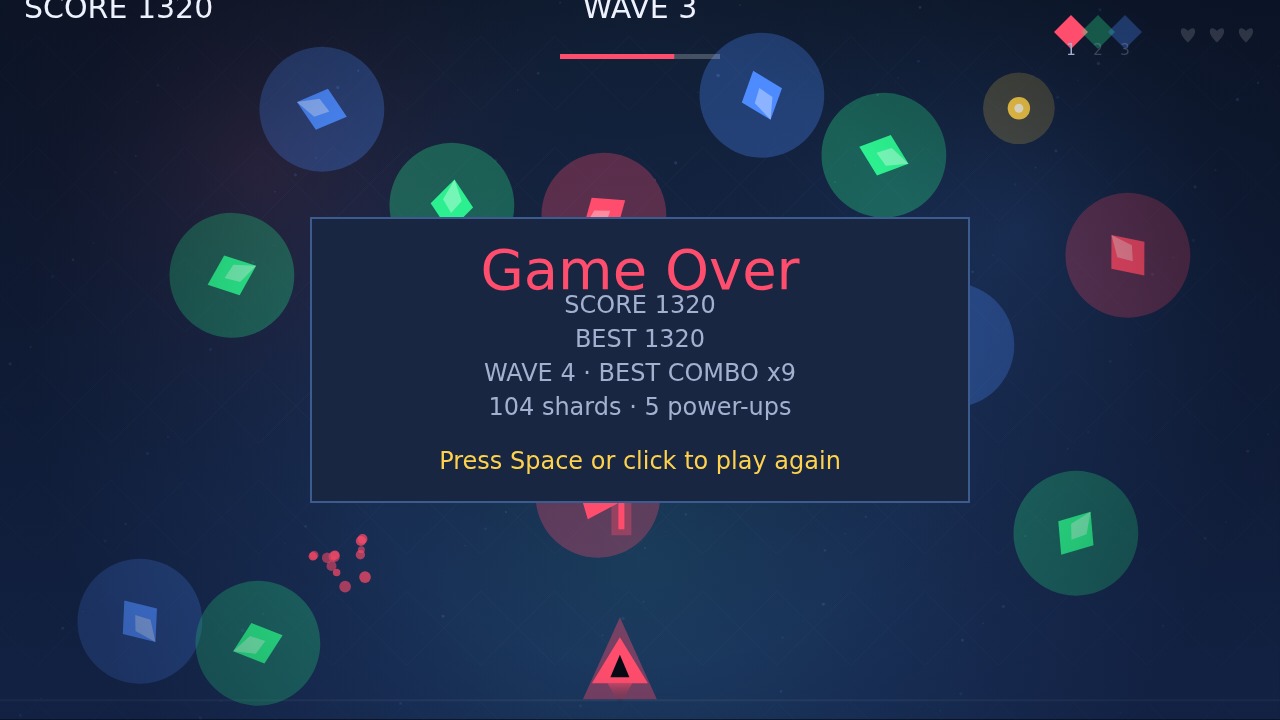 SCORE 1320
WAVE 3
1 2 3
Game Over
SCORE 1320
BEST 1320
WAVE 4 · BEST COMBO x9
104 shards · 5 power-ups
Press Space or click to play again